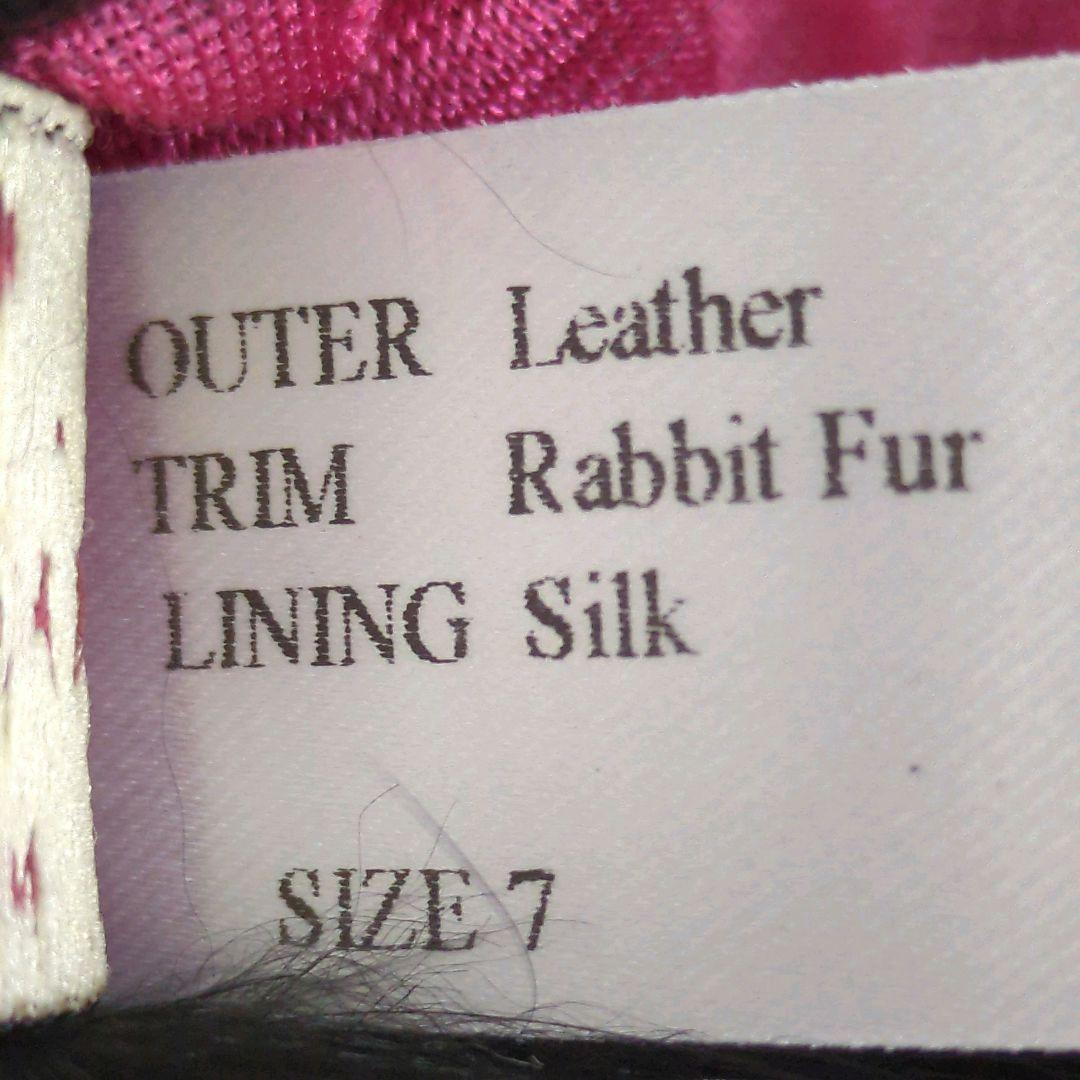 OUTER Leather
TRIM Rabbit Fur
LINING Silk
SIZE 7